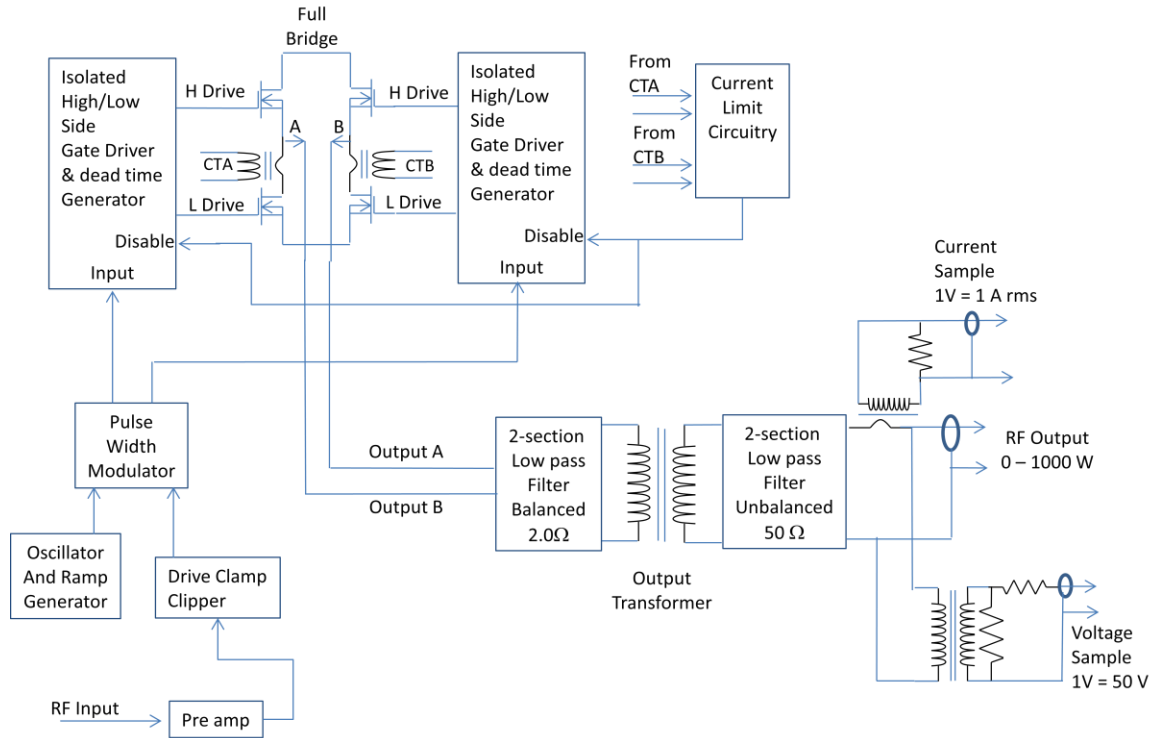 Full
Bridge
Isolated
High/Low
Side
Gate Driver
& dead time
Generator
Disable
Input
H Drive
L Drive
A
B
CTA
CTB
H Drive
L Drive
Isolated
High/Low
Side
Gate Driver
& dead time
Generator
Disable
Input
From
CTA
From
CTB
Current
Limit
Circuitry
Current
Sample
1V = 1 A rms
Pulse
Width
Modulator
Output A
Output B
2-section
Low pass
Filter
Balanced
2.0Ω
Output
Transformer
2-section
Low pass
Filter
Unbalanced
50 Ω
RF Output
0 – 1000 W
Oscillator
And Ramp
Generator
Drive Clamp
Clipper
Voltage
Sample
1V = 50 V
RF Input
Pre amp